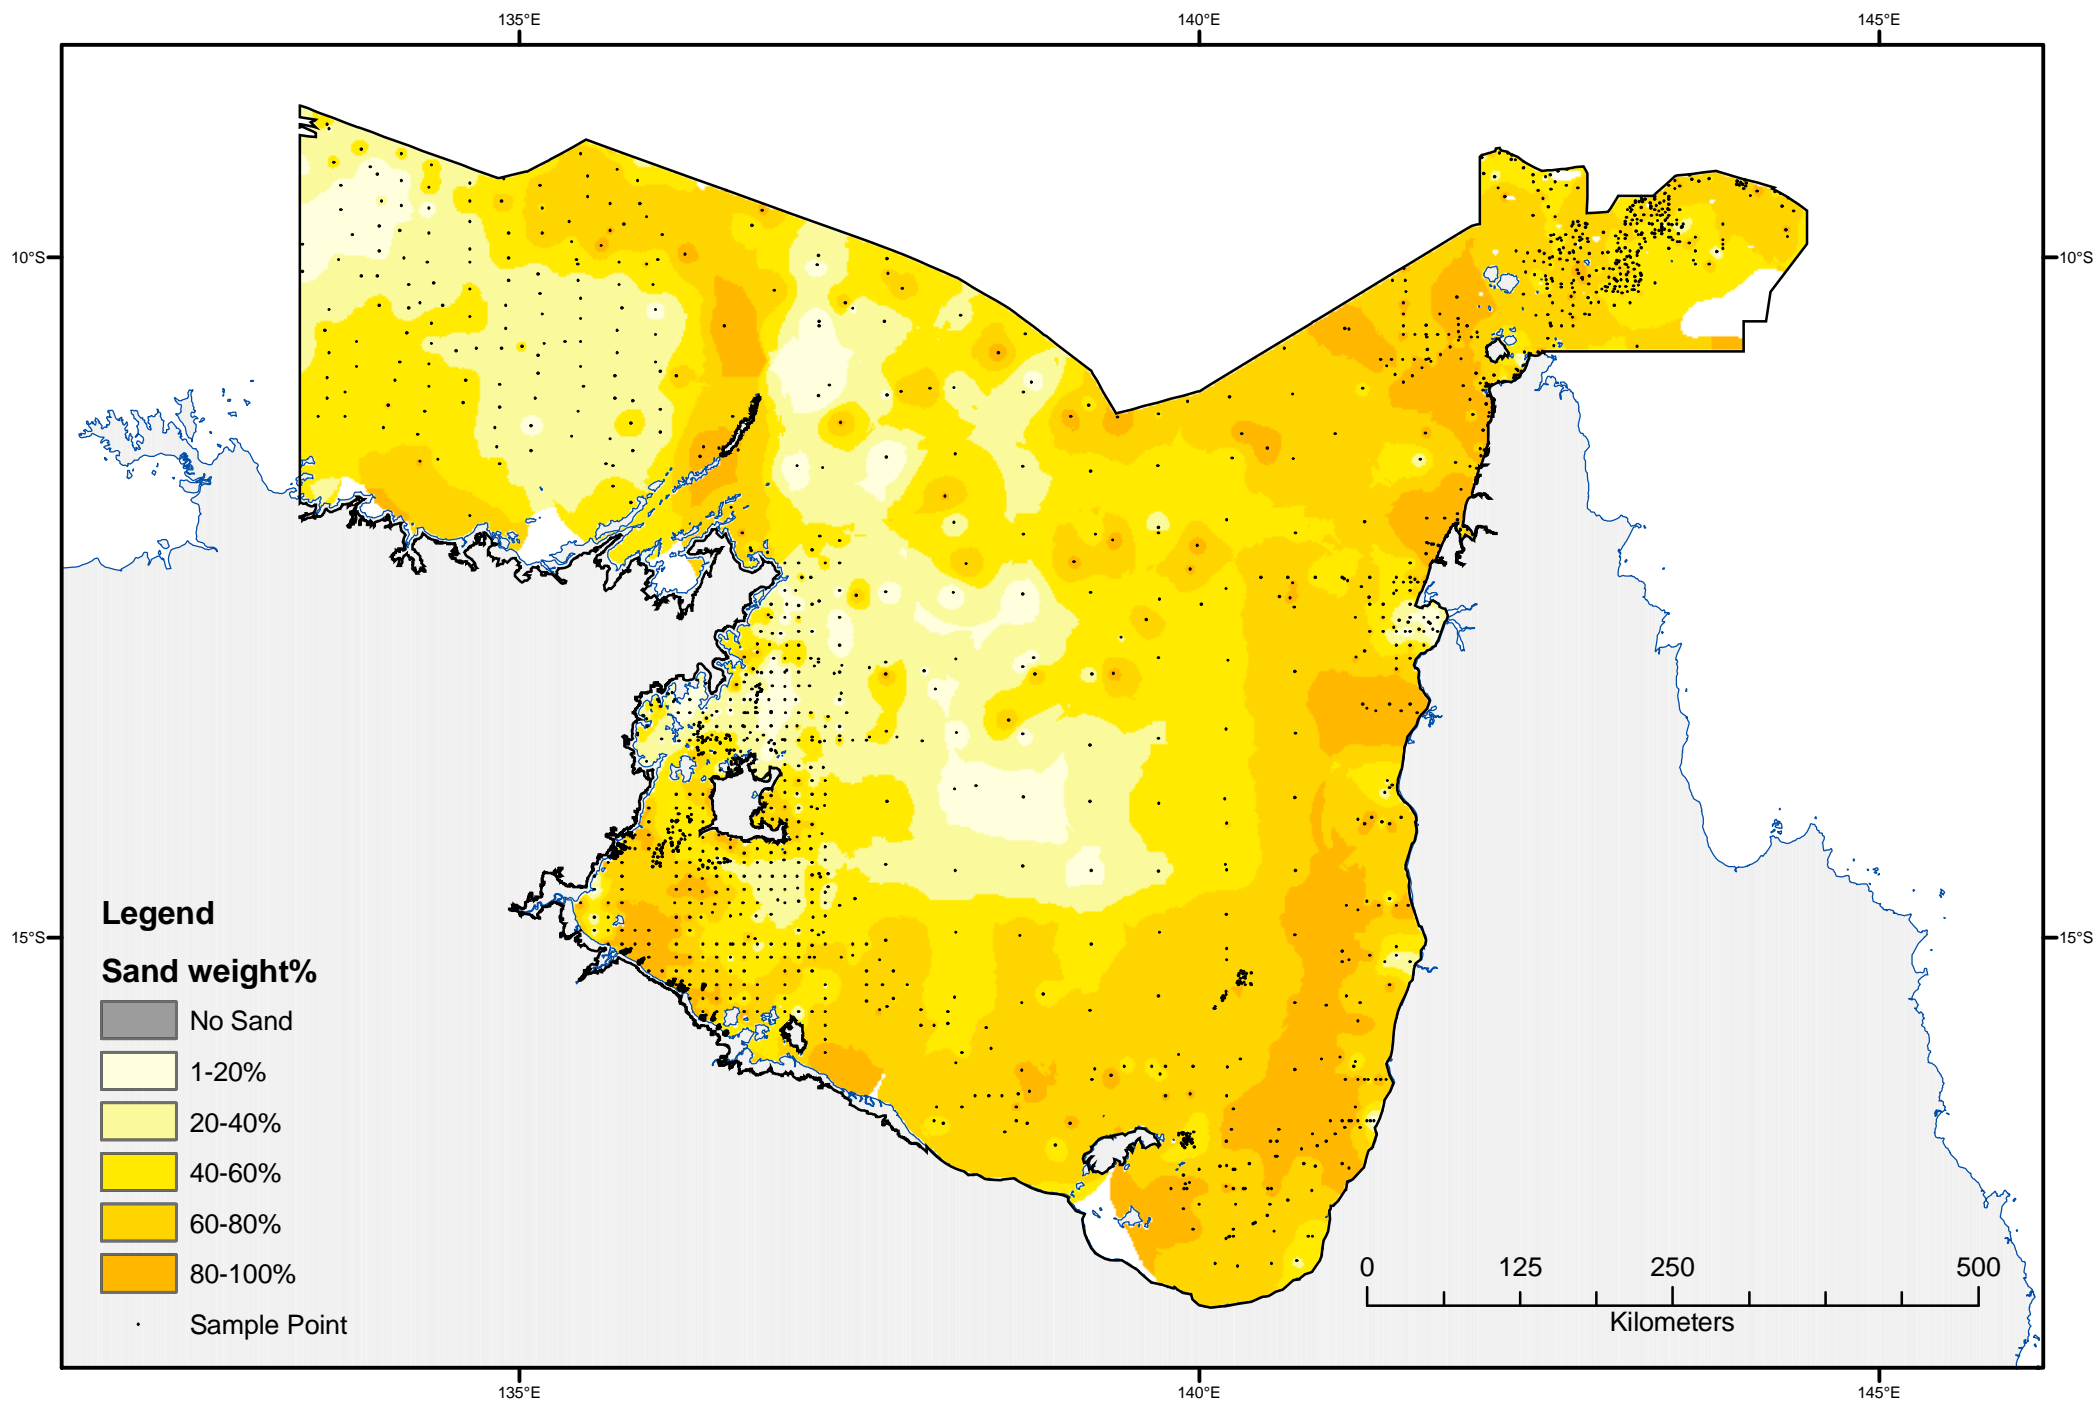 135°E 140°E 145°E
10°S 10°S
15°S 15°S
Legend
Sand weight%
No Sand
1-20%
20-40%
40-60%
60-80%
80-100%
Sample Point
0 125 250 500
Kilometers
135°E 140°E 145°E